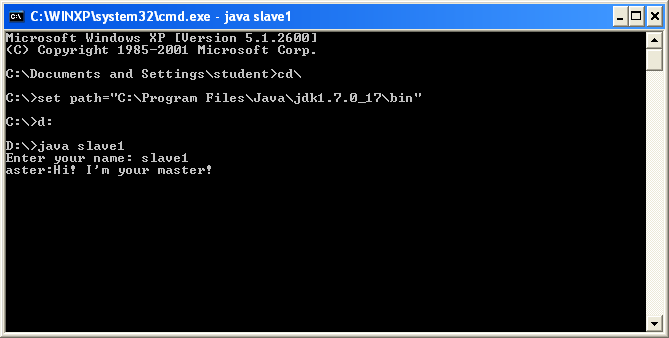 C:\WINXP\system32\cmd.exe - java slave1
Microsoft Windows XP [Version 5.1.2600]
(C) Copyright 1985-2001 Microsoft Corp.
C:\Documents and Settings\student>cd\
C:\>set path="C:\Program Files\Java\jdk1.7.0_17\bin"
C:\>d:
D:\>java slave1
Enter your name: slave1
aster:Hi! I'm your master!